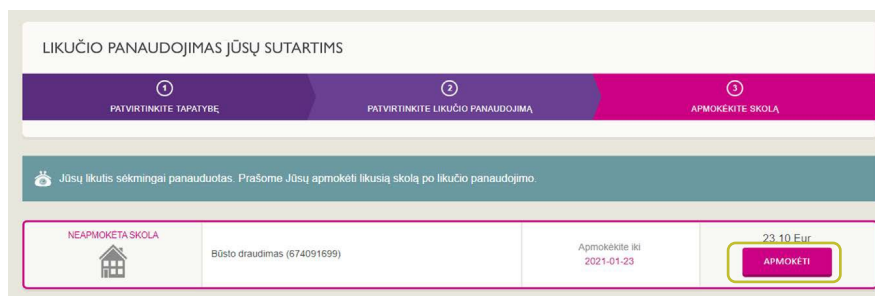 LIKUČIO PANAUDOJIMAS JŪSŲ SUTARTIMS
1
2
3
PATVIRTINKITE TAPATYBĘ
PATVIRTINKITE LIKUČIO PANAUDOJIMĄ
APMOKĖKITE SKOLĄ
Jūsų likutis sėkmingai panauduotas. Prašome Jūsų apmokėti likusią skolą po likučio panaudojimo.
NEAPMOKĖTA SKOLA
Būsto draudimas (674091699)
Apmokėkite iki
2021-01-23
23.10 Eur
APMOKĖTI